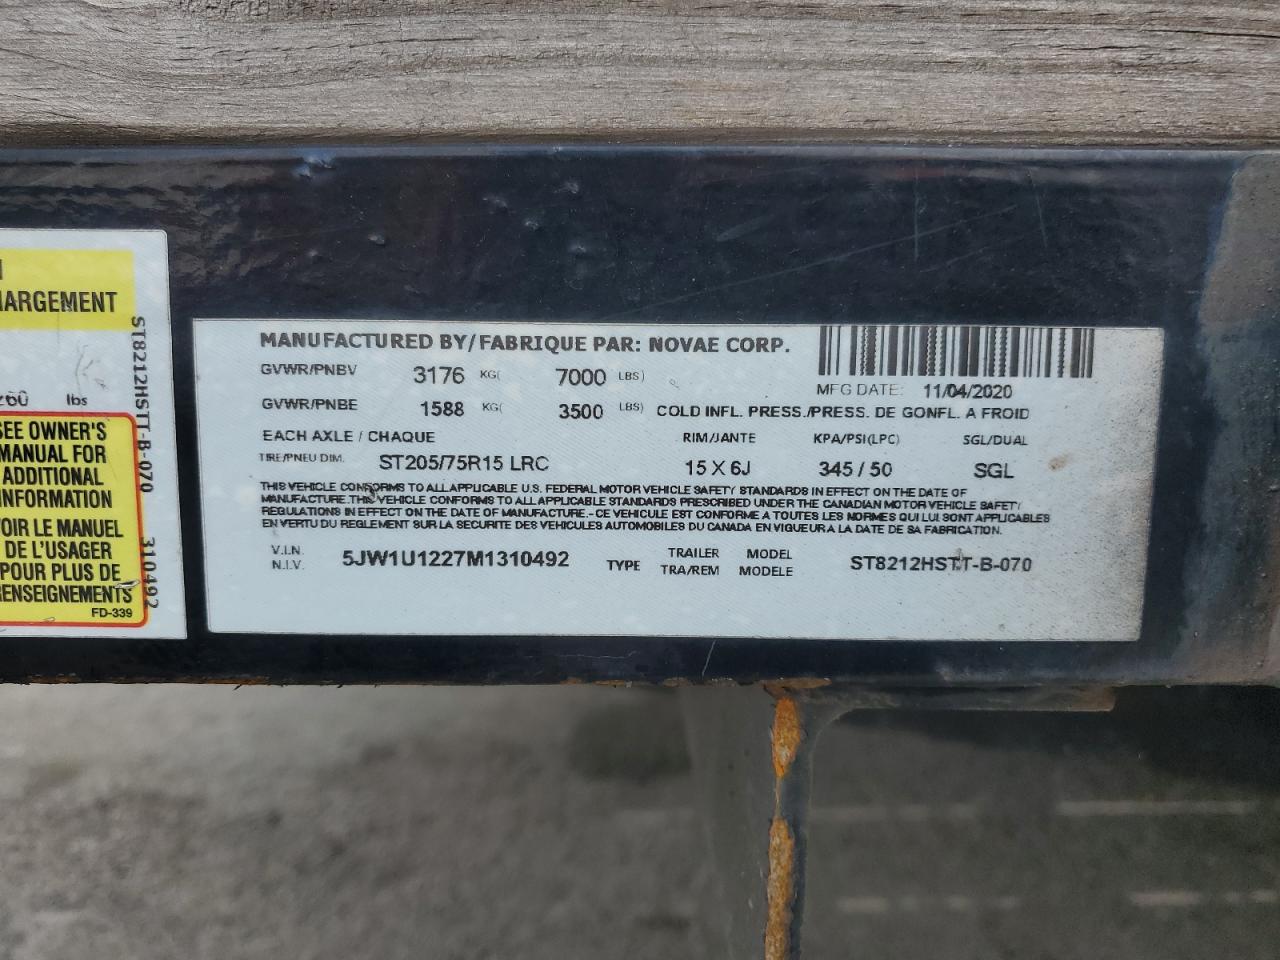 ARGEMENT
260 lbs
SEE OWNER'S
MANUAL FOR
ADDITIONAL
INFORMATION
VOIR LE MANUEL
DE L'USAGER
POUR PLUS DE
RENSEIGNEMENTS
FD-339
ST8212HSTT-B-070 310492
MANUFACTURED BY/FABRIQUE PAR: NOVAE CORP.
GVWR/PNBV 3176 KG( 7000 LBS)
MFG DATE: 11/04/2020
GVWR/PNBE 1588 KG( 3500 LBS) COLD INFL. PRESS./PRESS. DE GONFL. A FROID
EACH AXLE / CHAQUE RIM/JANTE KPA/PSI(LPC) SGL/DUAL
TIRE/PNEU DIM. ST205/75R15 LRC 15 X 6J 345 / 50 SGL
THIS VEHICLE CONFORMS TO ALL APPLICABLE U.S. FEDERAL MOTOR VEHICLE SAFETY STANDARDS IN EFFECT ON THE DATE OF
MANUFACTURE.THIS VEHICLE CONFORMS TO ALL APPLICABLE STANDARDS PRESCRIBED UNDER THE CANADIAN MOTOR VEHICLE SAFETY
REGULATIONS IN EFFECT ON THE DATE OF MANUFACTURE.- CE VEHICULE EST CONFORME A TOUTES LES NORMES QUI LUI SONT APPLICABLES
EN VERTU DU REGLEMENT SUR LA SECURITE DES VEHICULES AUTOMOBILES DU CANADA EN VIGUEUR A LA DATE DE SA FABRICATION.
V.I.N. 5JW1U1227M1310492 TYPE TRAILER MODEL ST8212HSTT-B-070
N.I.V. TRA/REM MODELE